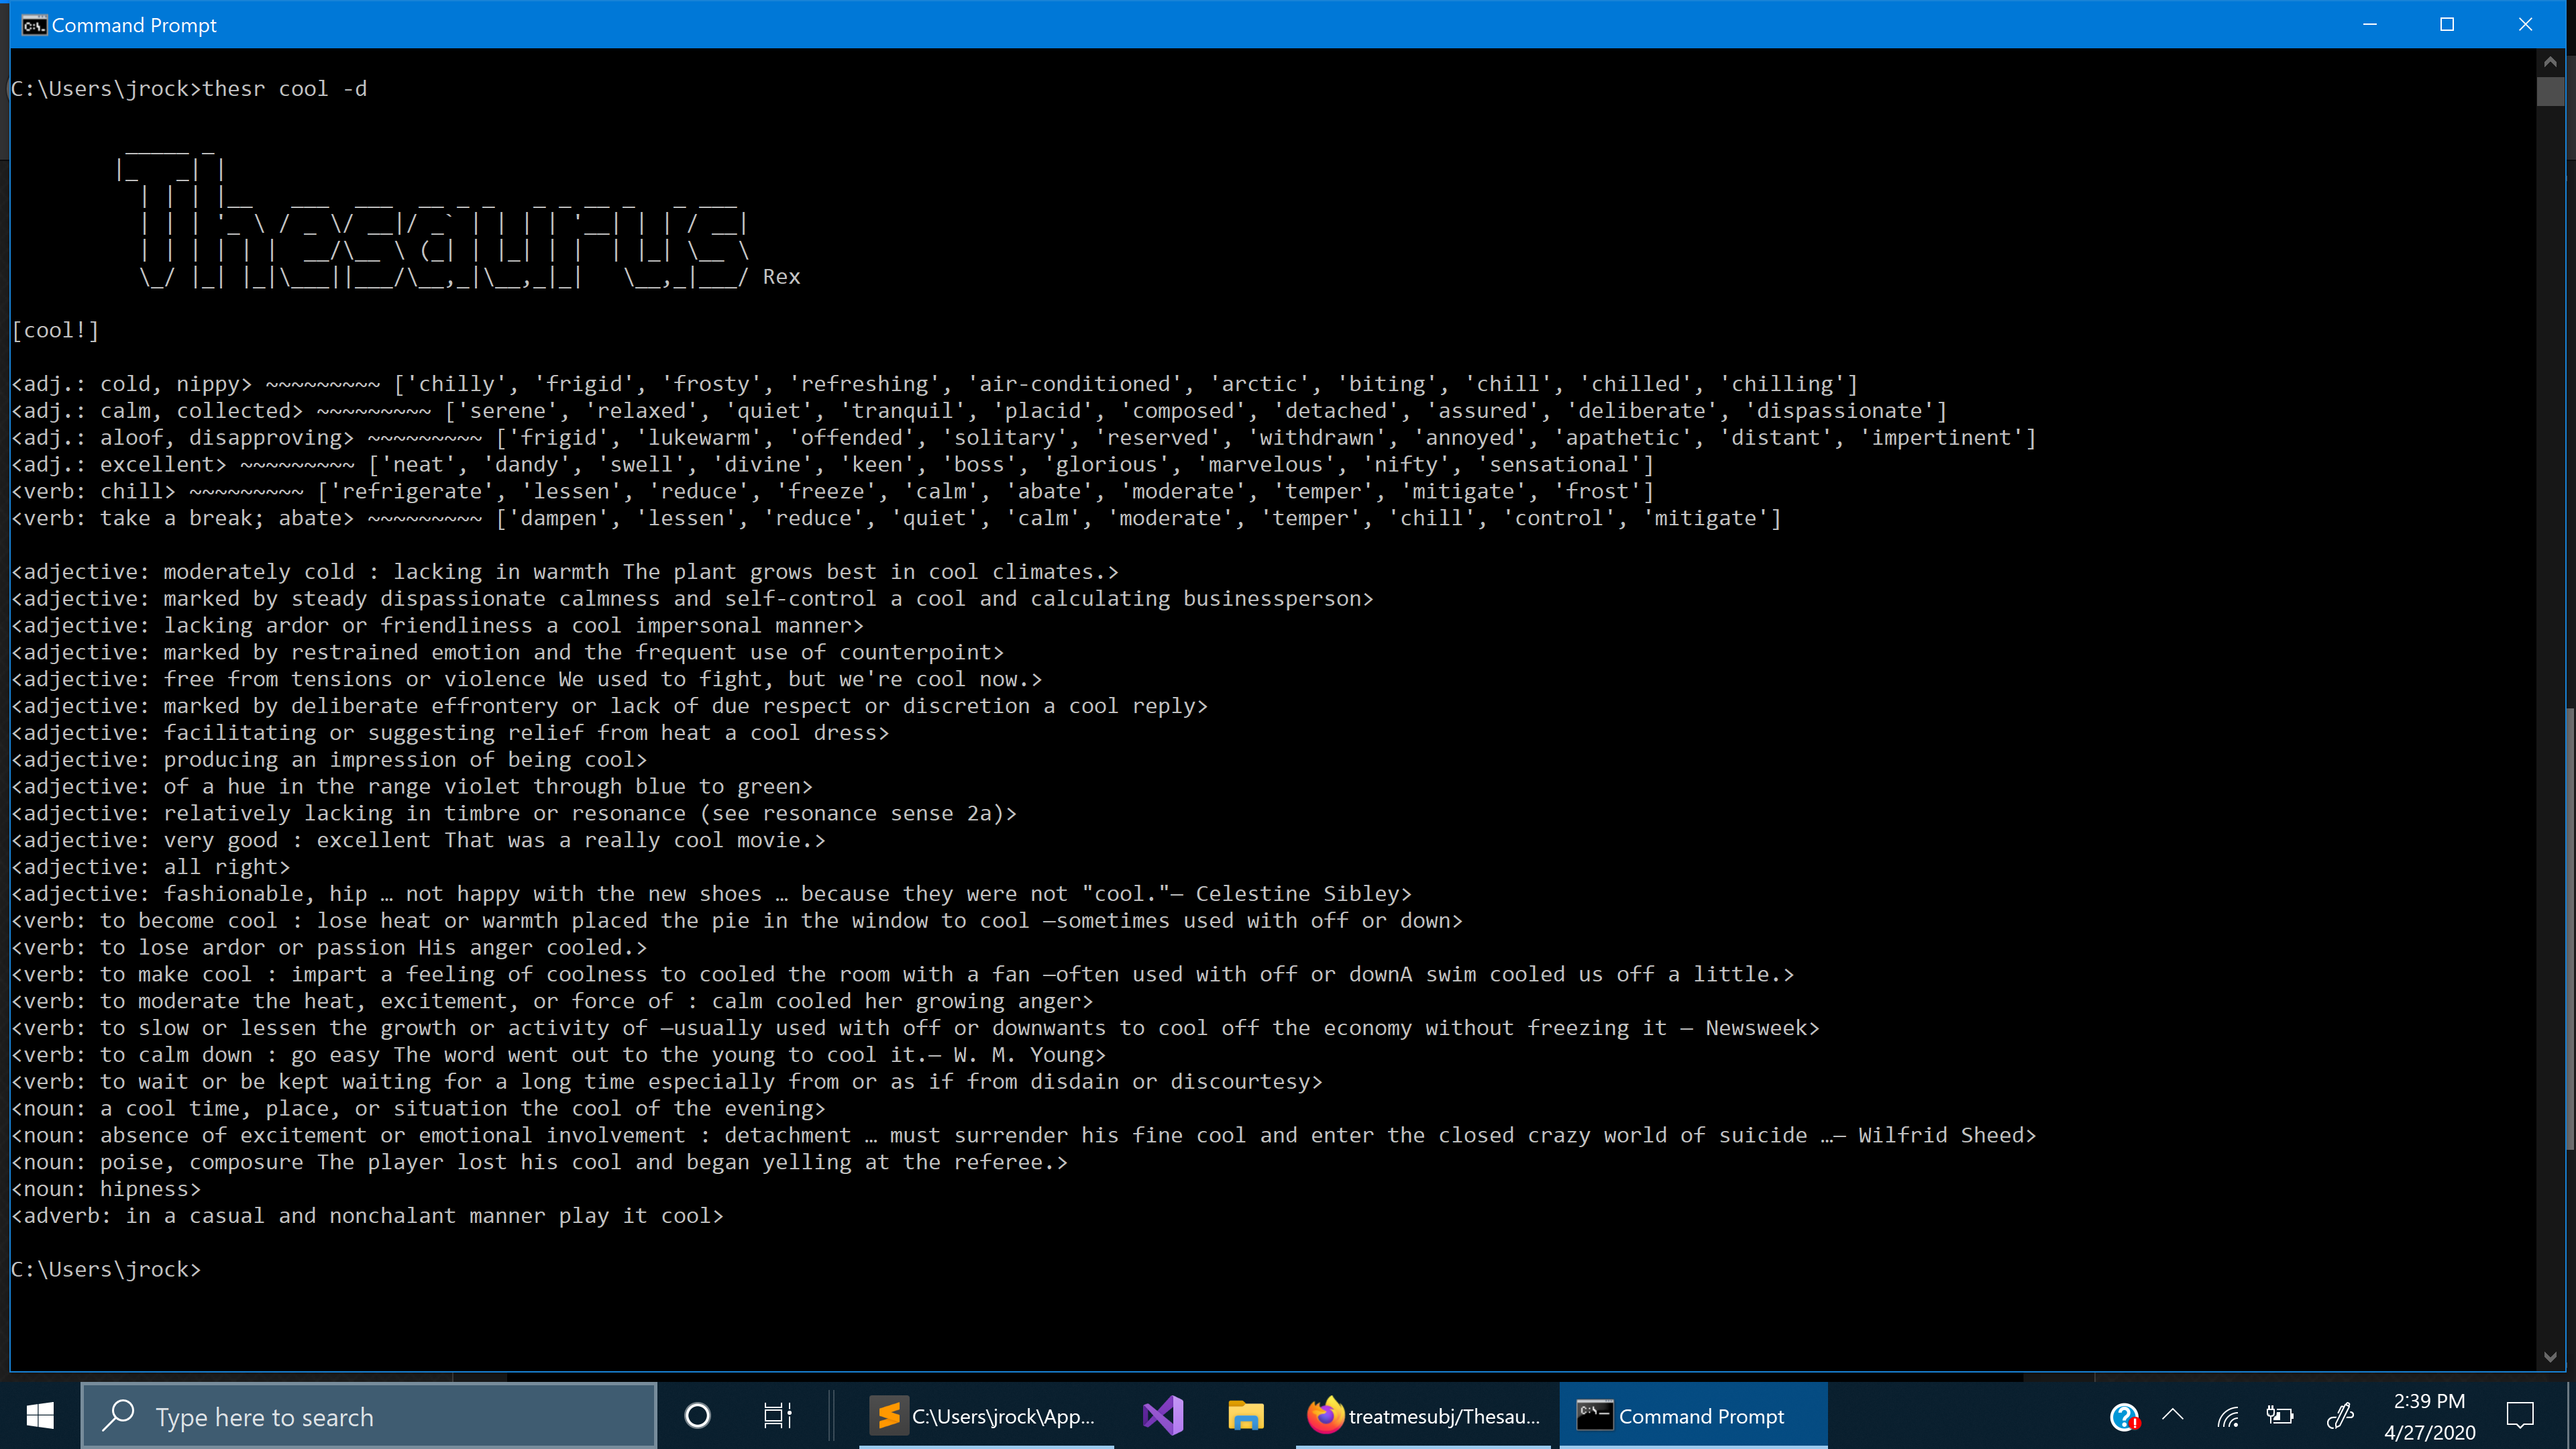 Command Prompt
C:\Users\jrock>thesr cool -d
 _____ _
|_   _| |
  | | | |__   ___  ___  __ _ _   _ _ __ _   _ ___
  | | | '_ \ / _ \/ __|/ _` | | | | '__| | | / __|
  | | | | | |  __/\__ \ (_| | |_| | |  | |_| \__ \
  \_/ |_| |_|\___||___/\__,_|\__,_|_|   \__,_|___/ Rex
[cool!]
<adj.: cold, nippy> ~~~~~~~~~ ['chilly', 'frigid', 'frosty', 'refreshing', 'air-conditioned', 'arctic', 'biting', 'chill', 'chilled', 'chilling']
<adj.: calm, collected> ~~~~~~~~~ ['serene', 'relaxed', 'quiet', 'tranquil', 'placid', 'composed', 'detached', 'assured', 'deliberate', 'dispassionate']
<adj.: aloof, disapproving> ~~~~~~~~~ ['frigid', 'lukewarm', 'offended', 'solitary', 'reserved', 'withdrawn', 'annoyed', 'apathetic', 'distant', 'impertinent']
<adj.: excellent> ~~~~~~~~~ ['neat', 'dandy', 'swell', 'divine', 'keen', 'boss', 'glorious', 'marvelous', 'nifty', 'sensational']
<verb: chill> ~~~~~~~~~ ['refrigerate', 'lessen', 'reduce', 'freeze', 'calm', 'abate', 'moderate', 'temper', 'mitigate', 'frost']
<verb: take a break; abate> ~~~~~~~~~ ['dampen', 'lessen', 'reduce', 'quiet', 'calm', 'moderate', 'temper', 'chill', 'control', 'mitigate']
<adjective: moderately cold : lacking in warmth The plant grows best in cool climates.>
<adjective: marked by steady dispassionate calmness and self-control a cool and calculating businessperson>
<adjective: lacking ardor or friendliness a cool impersonal manner>
<adjective: marked by restrained emotion and the frequent use of counterpoint>
<adjective: free from tensions or violence We used to fight, but we're cool now.>
<adjective: marked by deliberate effrontery or lack of due respect or discretion a cool reply>
<adjective: facilitating or suggesting relief from heat a cool dress>
<adjective: producing an impression of being cool>
<adjective: of a hue in the range violet through blue to green>
<adjective: relatively lacking in timbre or resonance (see resonance sense 2a)>
<adjective: very good : excellent That was a really cool movie.>
<adjective: all right>
<adjective: fashionable, hip … not happy with the new shoes … because they were not "cool."— Celestine Sibley>
<verb: to become cool : lose heat or warmth placed the pie in the window to cool —sometimes used with off or down>
<verb: to lose ardor or passion His anger cooled.>
<verb: to make cool : impart a feeling of coolness to cooled the room with a fan —often used with off or downA swim cooled us off a little.>
<verb: to moderate the heat, excitement, or force of : calm cooled her growing anger>
<verb: to slow or lessen the growth or activity of —usually used with off or downwants to cool off the economy without freezing it — Newsweek>
<verb: to calm down : go easy The word went out to the young to cool it.— W. M. Young>
<verb: to wait or be kept waiting for a long time especially from or as if from disdain or discourtesy>
<noun: a cool time, place, or situation the cool of the evening>
<noun: absence of excitement or emotional involvement : detachment … must surrender his fine cool and enter the closed crazy world of suicide …— Wilfrid Sheed>
<noun: poise, composure The player lost his cool and began yelling at the referee.>
<noun: hipness>
<adverb: in a casual and nonchalant manner play it cool>
C:\Users\jrock>
Type here to search
C:\Users\jrock\App...
treatmesubj/Thesau...
Command Prompt
2:39 PM
4/27/2020